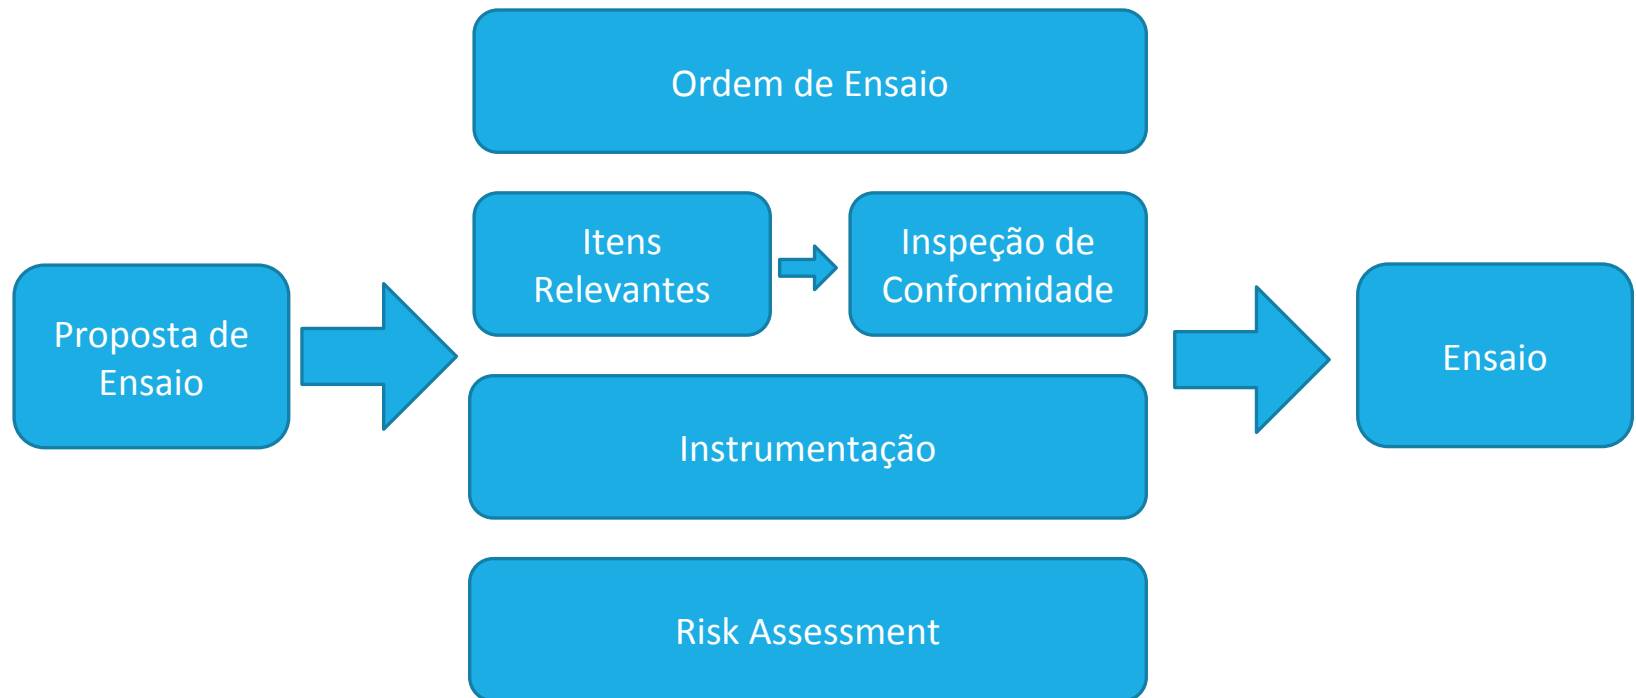 Ordem de Ensaio
Itens
Relevantes
Inspeção de
Conformidade
Proposta de
Ensaio
Ensaio
Instrumentação
Risk Assessment